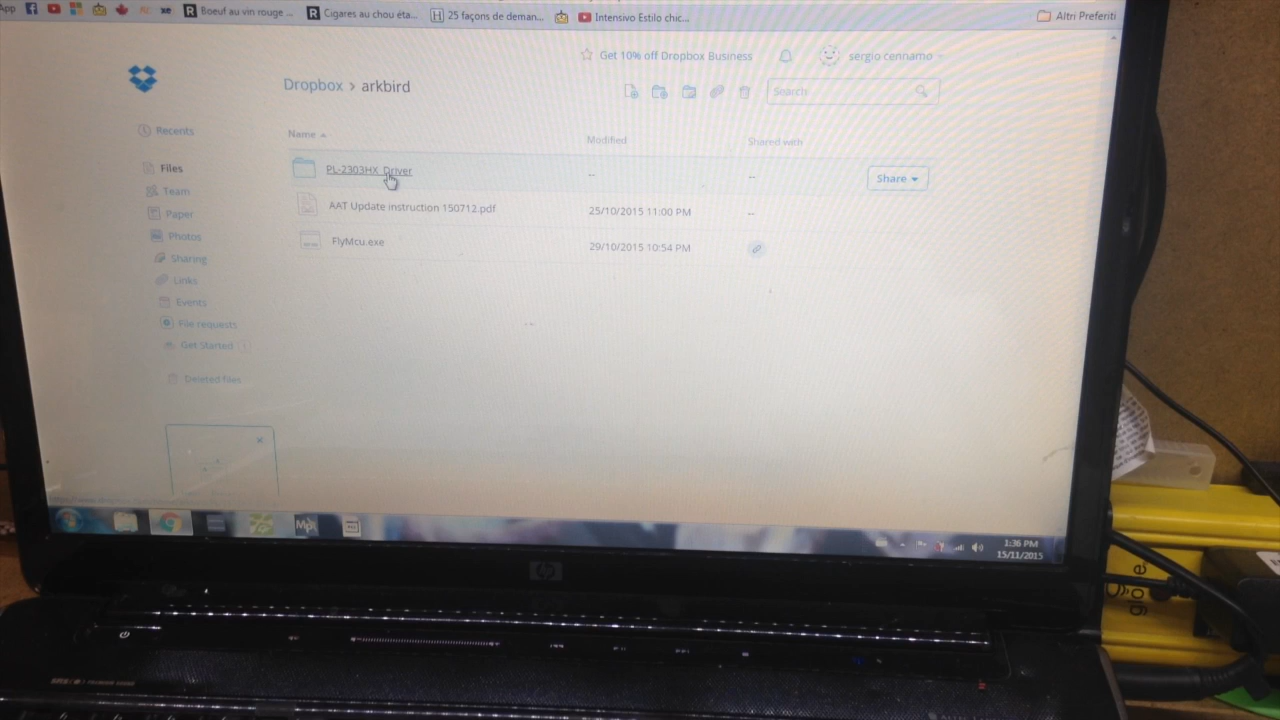 App Boeuf au vin rouge ... Cigares au chou éta... 25 façons de deman... Intensivo Estilo chic... Altri Preferiti
Get 10% off Dropbox Business sergio cennamo
Dropbox > arkbird
Search
Recents
Name Modified Shared with
Files
PL-2303HX_Driver -- -- Share
Team
AAT Update instruction 150712.pdf 25/10/2015 11:00 PM --
Paper
Photos
FlyMcu.exe 29/10/2015 10:54 PM
Sharing
Links
Events
File requests
Get Started 1
Deleted files
1:36 PM
15/11/2015
hp